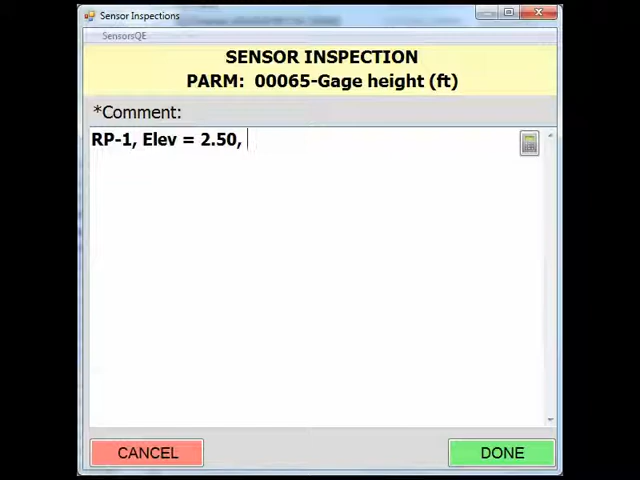 Sensor Inspections
SensorsQE
SENSOR INSPECTION
PARM: 00065-Gage height (ft)
*Comment:
RP-1, Elev = 2.50,
CANCEL
DONE